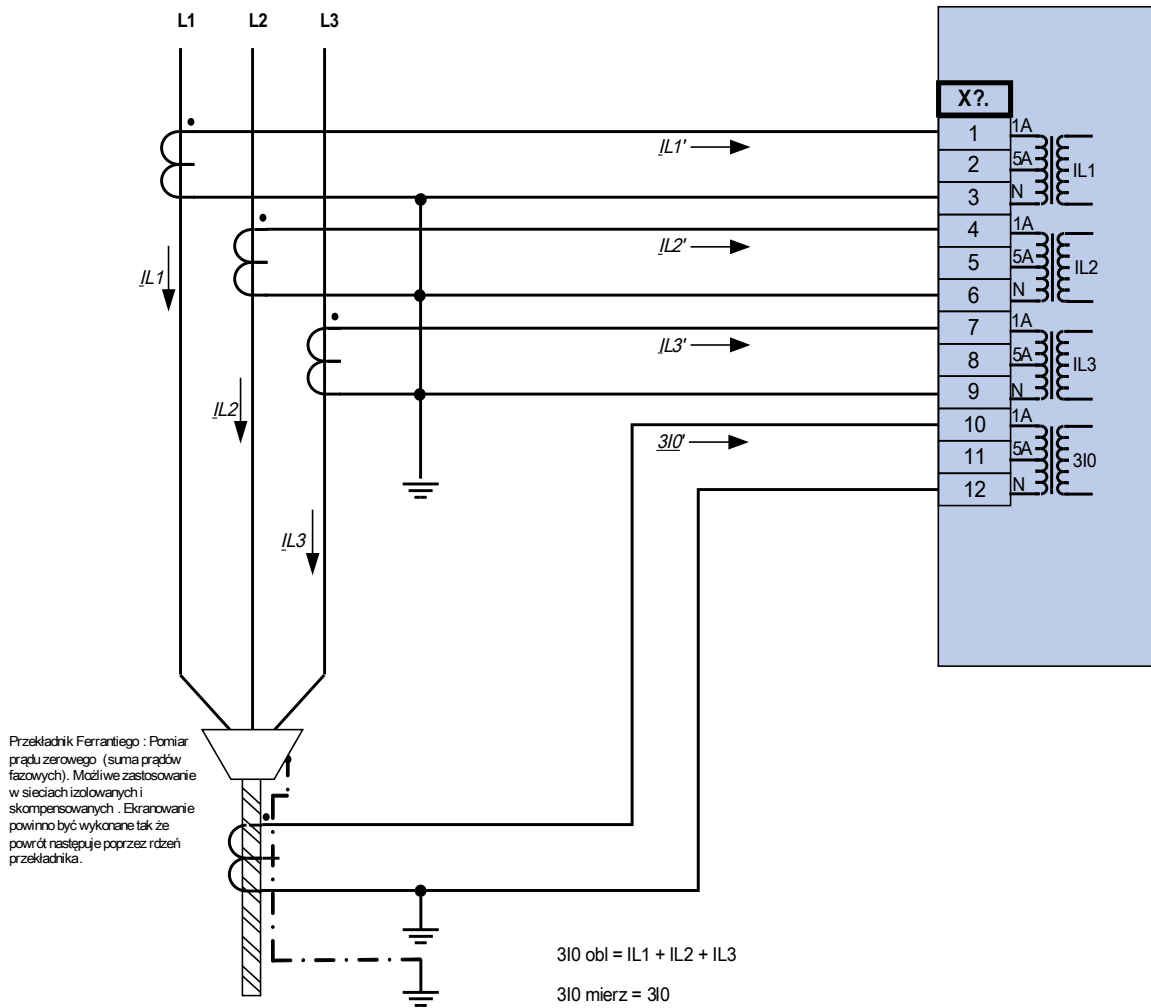 L1 L2 L3
X?.
1 1A
IL1'
2 5A IL1
3 N
4 1A
IL2'
5 5A IL2
6 N
7 1A
IL3'
8 5A IL3
9 N
10 1A
3I0'
11 5A 3I0
12 N
IL1
IL2
IL3
Przekładnik Ferrantiego : Pomiar
prądu zerowego (suma prądów
fazowych). Możliwe zastosowanie
w sieciach izolowanych i
skompensowanych . Ekranowanie
powinno być wykonane tak że
powrót następuje poprzez rdzeń
przekładnika.
3I0 obl = IL1 + IL2 + IL3
3I0 mierz = 3I0